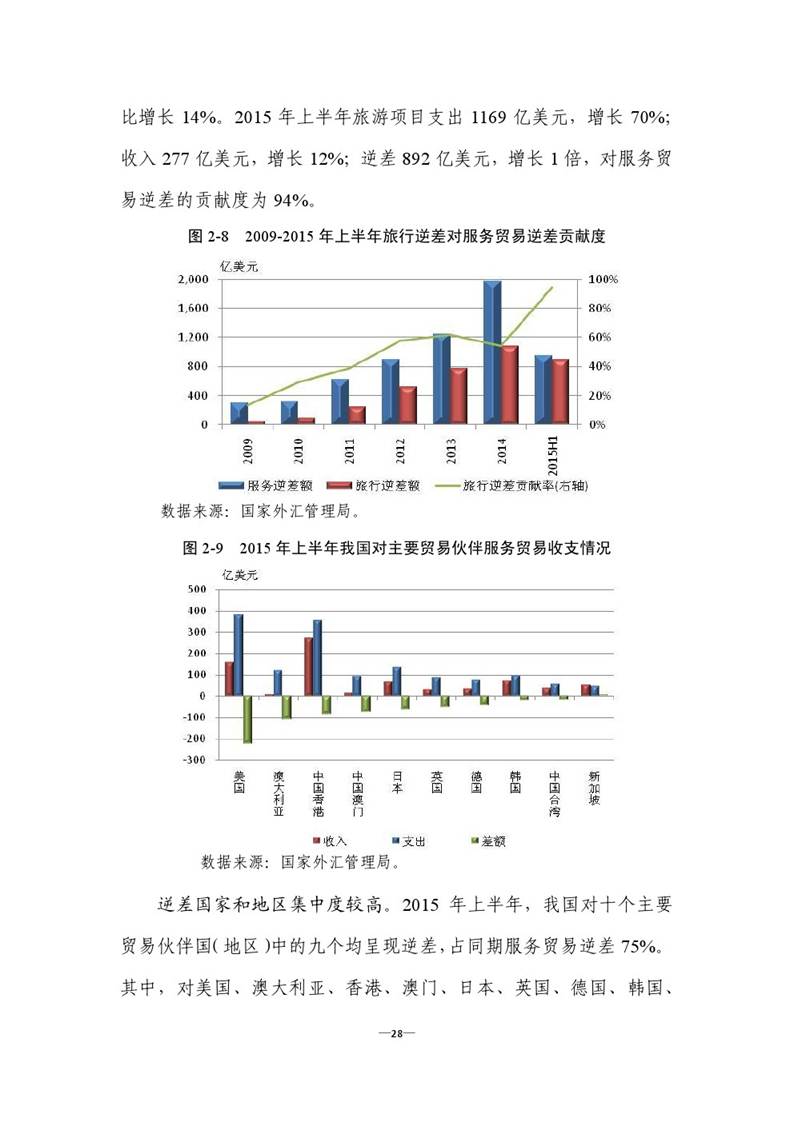 比增长 14%。2015 年上半年旅游项目支出 1169 亿美元，增长 70%;
收入 277 亿美元，增长 12%; 逆差 892 亿美元，增长 1 倍，对服务贸
易逆差的贡献度为 94%。
图 2-8 2009-2015 年上半年旅行逆差对服务贸易逆差贡献度
亿美元
2,000 100%
1,600 80%
1,200 60%
800 40%
400 20%
0 0%
2009 2010 2011 2012 2013 2014 2015H1
服务逆差额 旅行逆差额 旅行逆差贡献率(右轴)
数据来源：国家外汇管理局。
图 2-9 2015 年上半年我国对主要贸易伙伴服务贸易收支情况
亿美元
500
400
300
200
100
0
-100
-200
-300
美国 澳大利亚 中国香港 中国澳门 日本 英国 德国 韩国 中国台湾 新加坡
收入 支出 差额
数据来源：国家外汇管理局。
逆差国家和地区集中度较高。2015 年上半年，我国对十个主要
贸易伙伴国(地区)中的九个均呈现逆差，占同期服务贸易逆差 75%。
其中，对美国、澳大利亚、香港、澳门、日本、英国、德国、韩国、
—28—